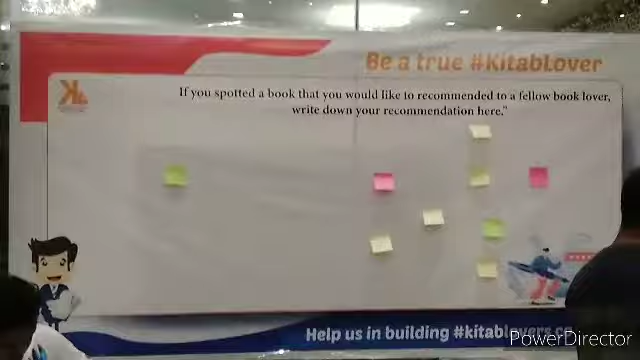 Be a true #KitabLover
If you spotted a book that you would like to recommended to a fellow book lover,
write down your recommendation here."
Help us in building #kitablovers.co
PowerDirector